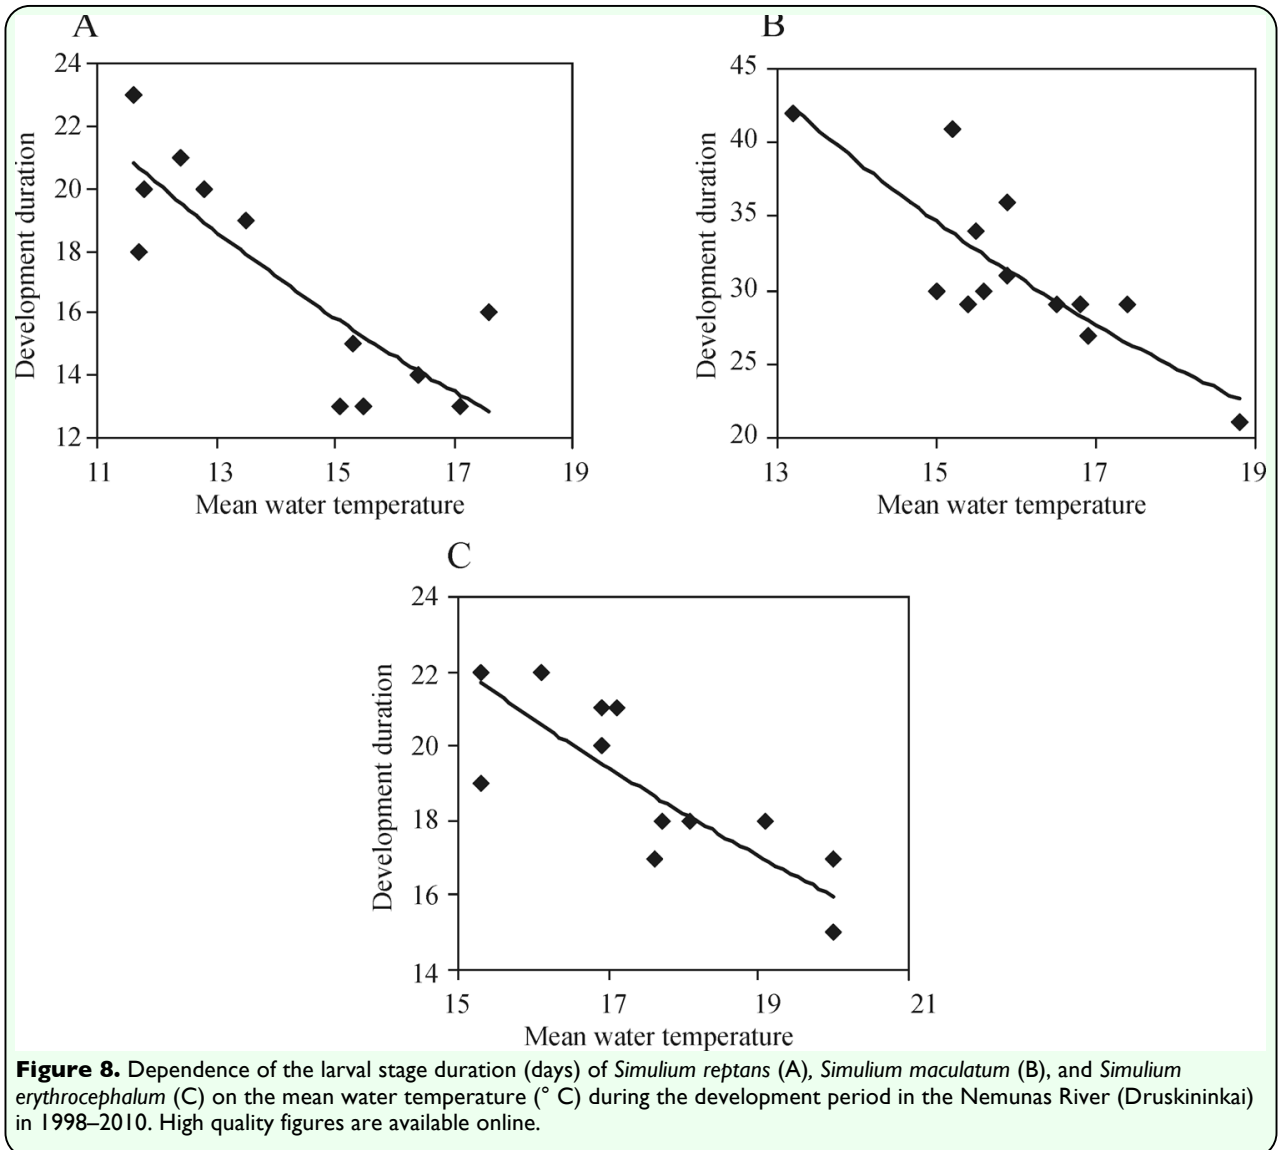 A
24
22
20
18
16
14
12
11 13 15 17 19
Development duration
Mean water temperature
B
45
40
35
30
25
20
13 15 17 19
Development duration
Mean water temperature
C
24
22
20
18
16
14
15 17 19 21
Development duration
Mean water temperature
Figure 8. Dependence of the larval stage duration (days) of Simulium reptans (A), Simulium maculatum (B), and Simulium
erythrocephalum (C) on the mean water temperature (° C) during the development period in the Nemunas River (Druskininkai)
in 1998–2010. High quality figures are available online.